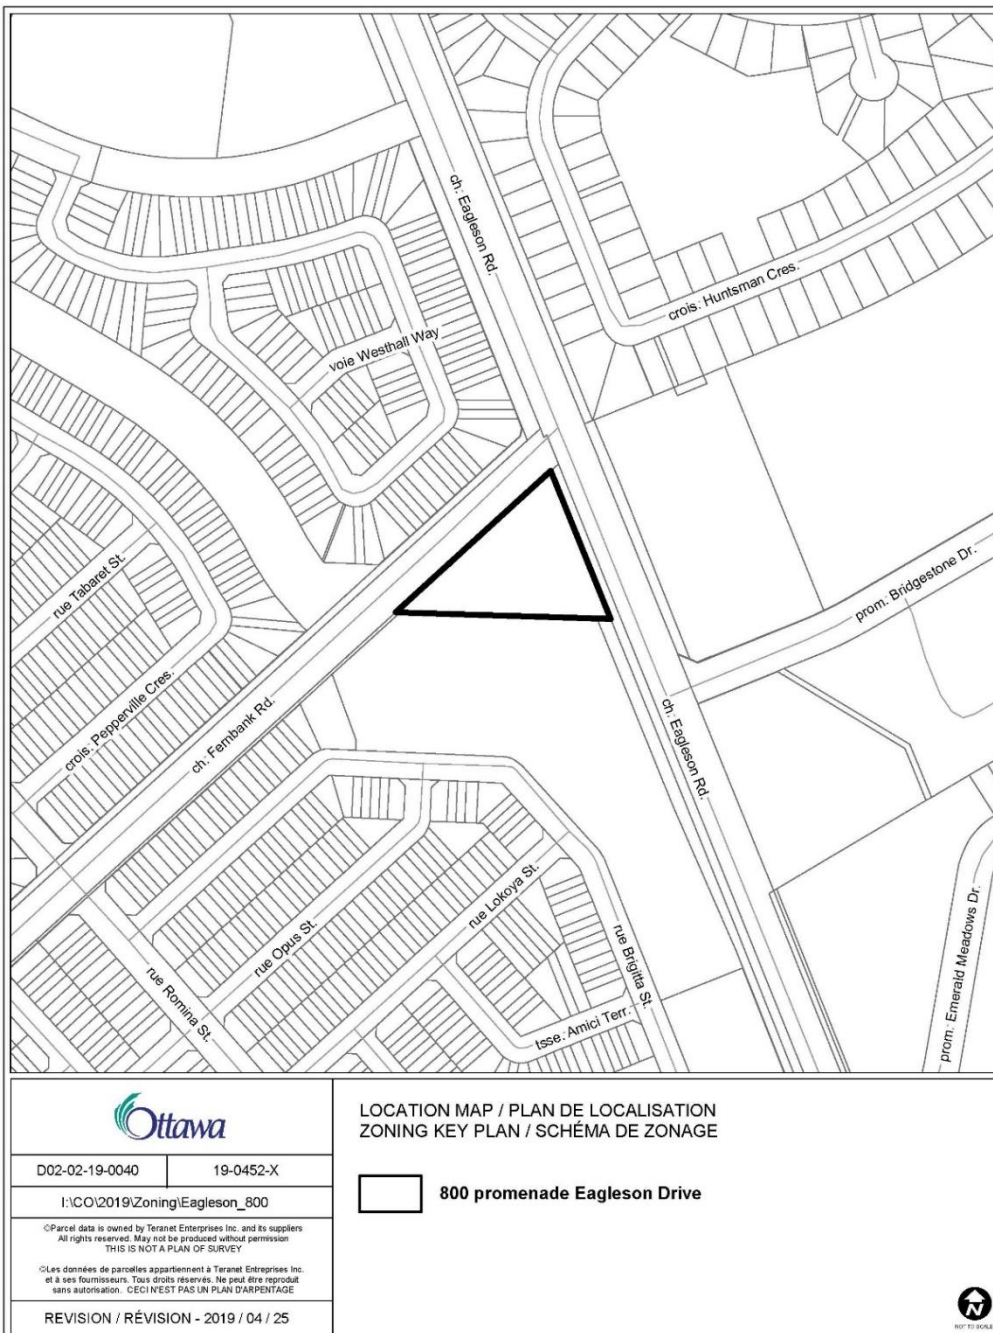 ch. Eagleson Rd.
crois. Huntsman Cres.
voie Westhall Way
rue Tabaret St.
prom. Bridgestone Dr.
crois. Pepperville Cres.
ch. Fernbank Rd.
ch. Eagleson Rd.
rue Lokoya St.
rue Opus St.
rue Brigitta St.
rue Romina St.
tsse. Amici Terr.
prom. Emerald Meadows Dr.
Ottawa
D02-02-19-0040
19-0452-X
I:\CO\2019\Zoning\Eagleson_800
©Parcel data is owned by Teranet Enterprises Inc. and its suppliers
All rights reserved. May not be produced without permission
THIS IS NOT A PLAN OF SURVEY
©Les données de parcelles appartiennent à Teranet Entreprises Inc.
et à ses fournisseurs. Tous droits réservés. Ne peut être reproduit
sans autorisation. CECI N'EST PAS UN PLAN D'ARPENTAGE
REVISION / RÉVISION - 2019 / 04 / 25
LOCATION MAP / PLAN DE LOCALISATION
ZONING KEY PLAN / SCHÉMA DE ZONAGE
800 promenade Eagleson Drive
N
NOT TO SCALE